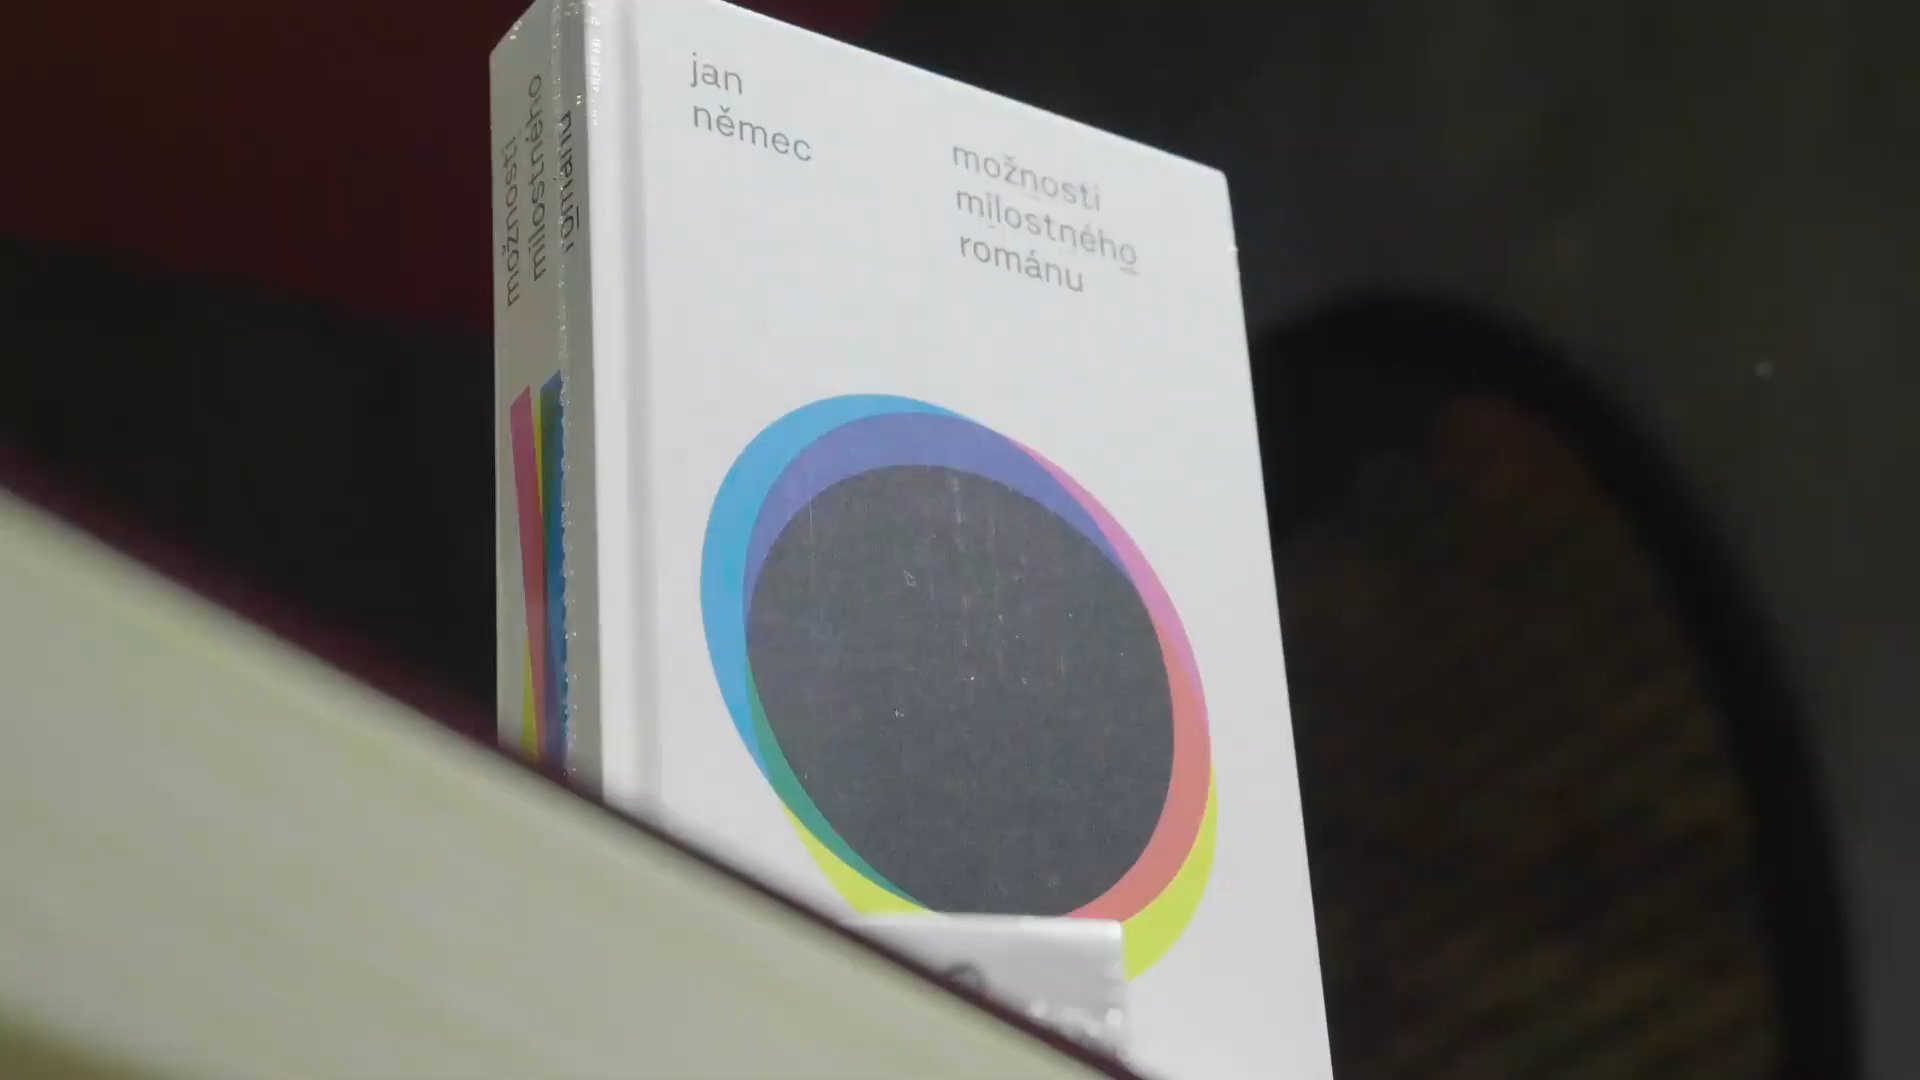 možnosti
milostného
románu
jan
němec
možnosti
milostného
románu